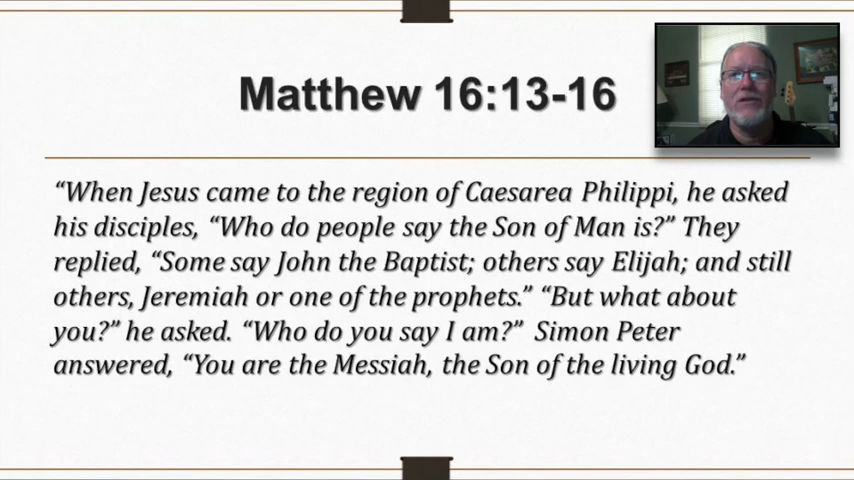 Matthew 16:13-16
“When Jesus came to the region of Caesarea Philippi, he asked
his disciples, “Who do people say the Son of Man is?” They
replied, “Some say John the Baptist; others say Elijah; and still
others, Jeremiah or one of the prophets.” “But what about
you?” he asked. “Who do you say I am?” Simon Peter
answered, “You are the Messiah, the Son of the living God.”